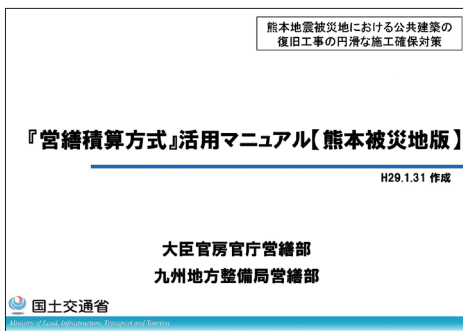 熊本地震被災地における公共建築の
復旧工事の円滑な施工確保対策
『営繕積算方式』活用マニュアル【熊本被災地版】
H29.1.31 作成
大臣官房官庁営繕部
九州地方整備局営繕部
国土交通省
Ministry of Land, Infrastructure, Transport and Tourism